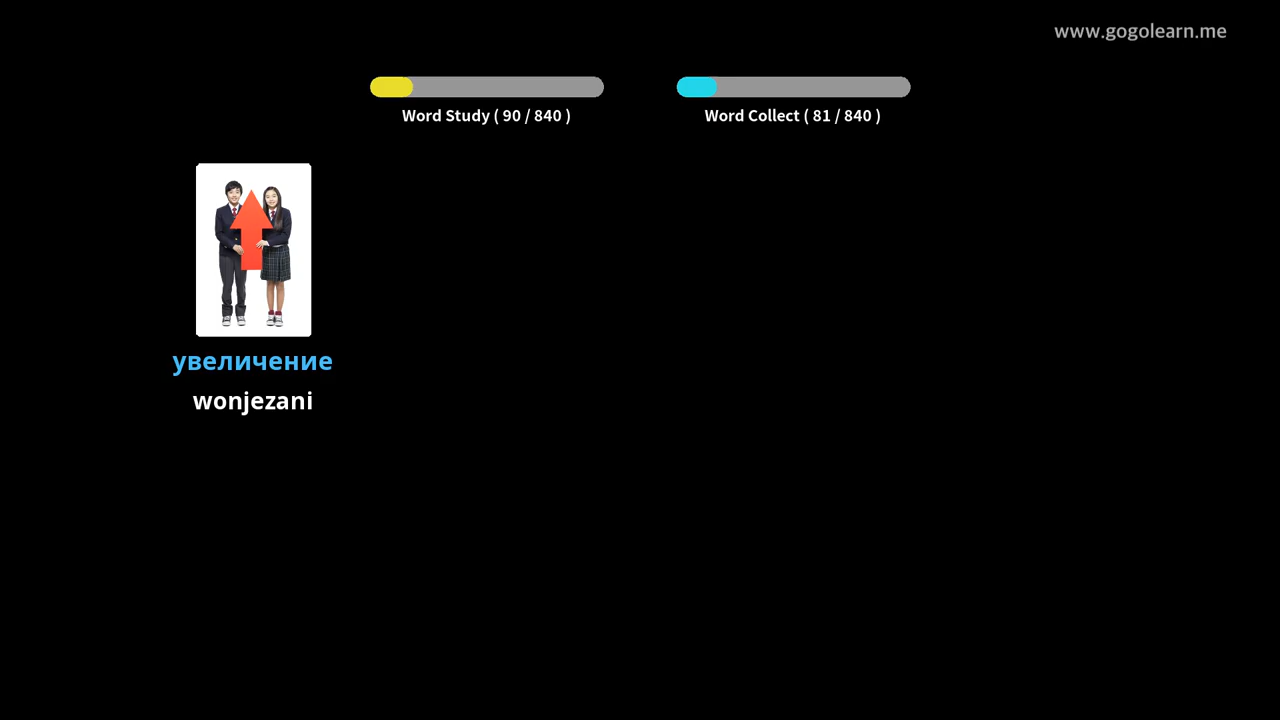 www.gogolearn.me
Word Study ( 90 / 840 )
Word Collect ( 81 / 840 )
увеличение
wonjezani